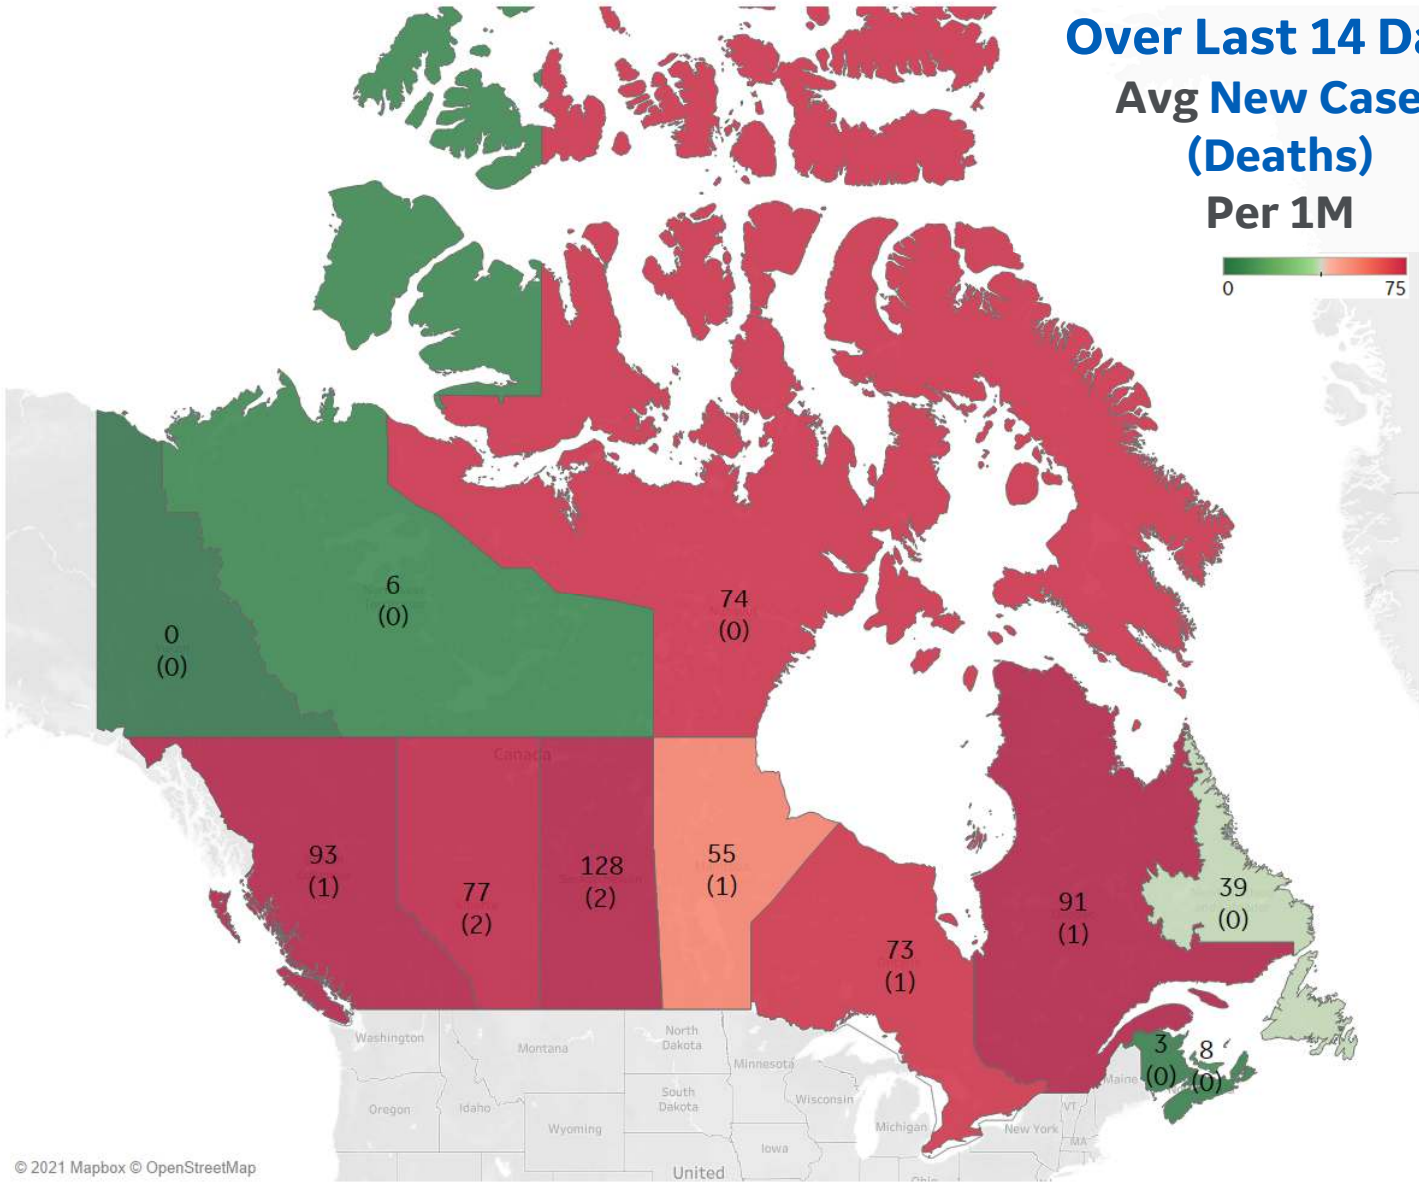 Over Last 14 Da
Avg New Case
(Deaths)
Per 1M
0
75
6
(0)
74
(0)
0
(0)
Canada
93
(1)
77
(2)
128
(2)
55
(1)
73
(1)
91
(1)
39
(0)
3
(0)
8
(0)
Washington
Montana
North
Dakota
Minnesota
Maine
Oregon
Idaho
South
Dakota
Wisconsin
VT
Wyoming
Michigan
New York
MA
Iowa
United
Ohio
© 2021 Mapbox © OpenStreetMap